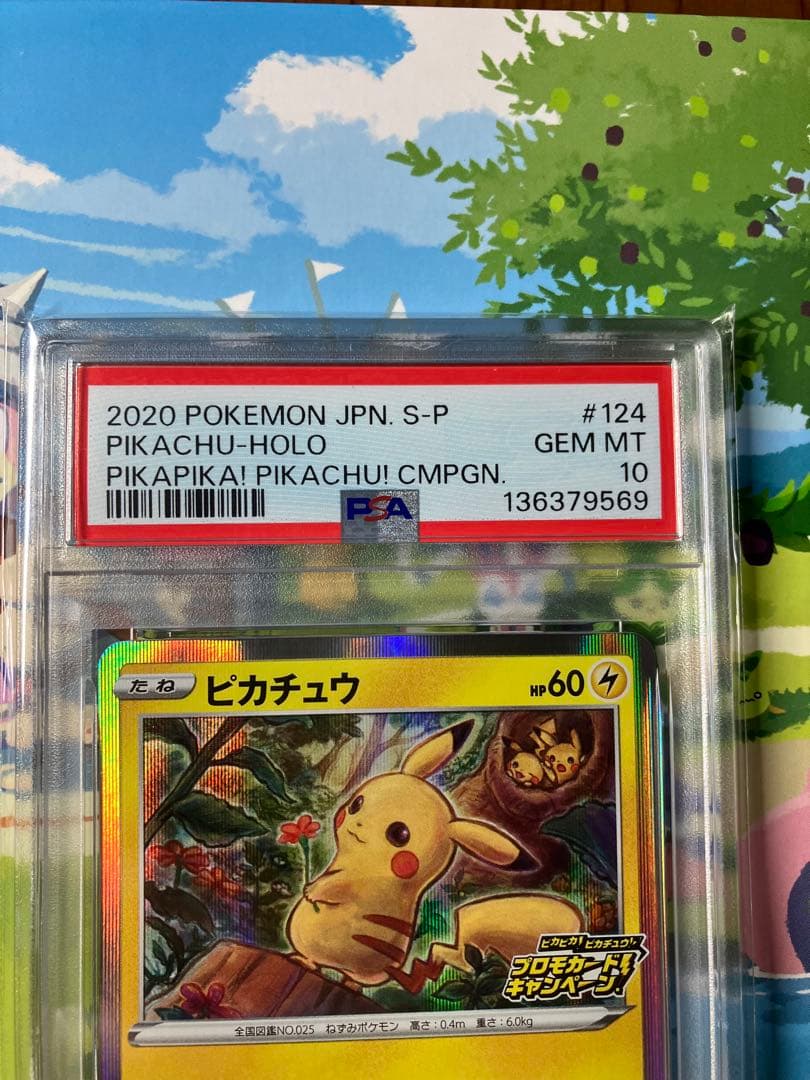 2020 POKEMON JPN. S-P #124
PIKACHU-HOLO GEM MT
PIKAPIKA! PIKACHU! CMPGN. 10
PSA 136379569
たね ピカチュウ HP60
ピカピカ!ピカチュウ!
プロモカード
キャンペーン!
全国図鑑NO.025 ねずみポケモン 高さ:0.4m 重さ:6.0kg